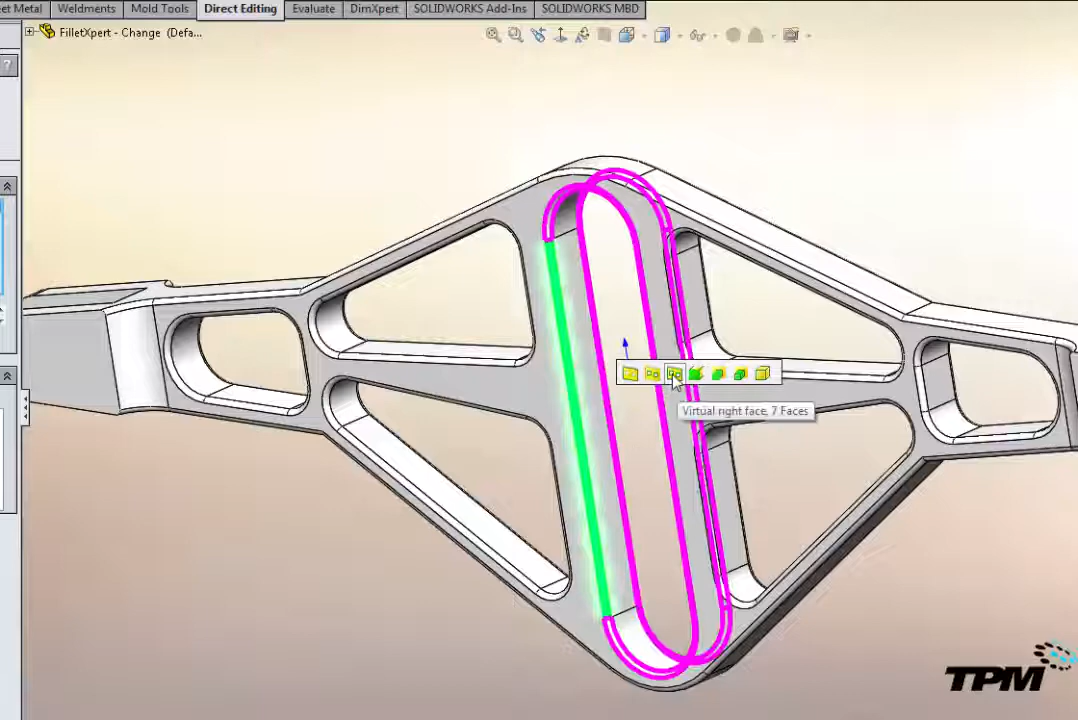 eet Metal Weldments Mold Tools Direct Editing Evaluate DimXpert SOLIDWORKS Add-Ins SOLIDWORKS MBD
FilletXpert - Change (Defa...
?
Virtual right face, 7 Faces
TPM